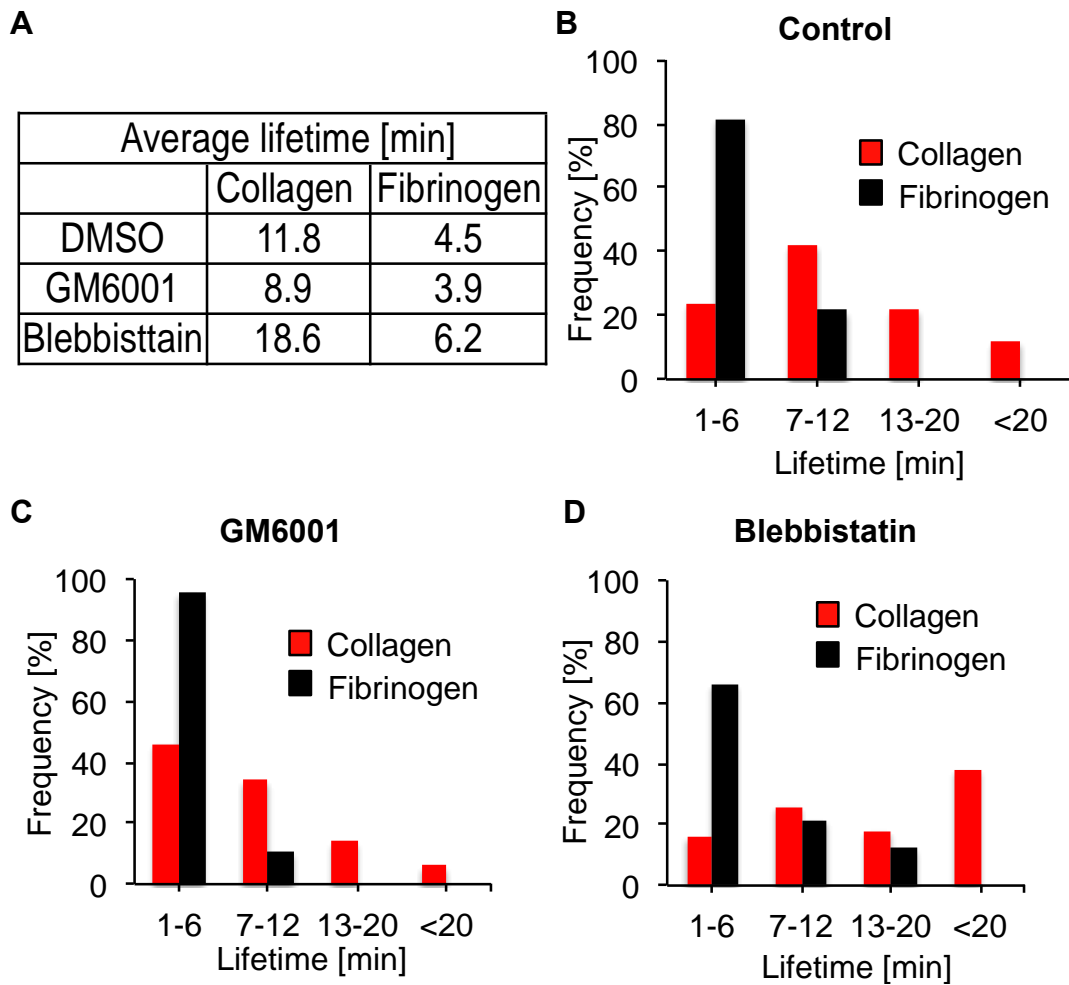 A
Average lifetime [min]
Collagen Fibrinogen
DMSO 11.8 4.5
GM6001 8.9 3.9
Blebbisttain 18.6 6.2
B
Control
Frequency [%]
100
80
60
40
20
0
Collagen
Fibrinogen
1-6 7-12 13-20 <20
Lifetime [min]
C
GM6001
Frequency [%]
100
80
60
40
20
0
Collagen
Fibrinogen
1-6 7-12 13-20 <20
Lifetime [min]
D
Blebbistatin
Frequency [%]
100
80
60
40
20
0
Collagen
Fibrinogen
1-6 7-12 13-20 <20
Lifetime [min]